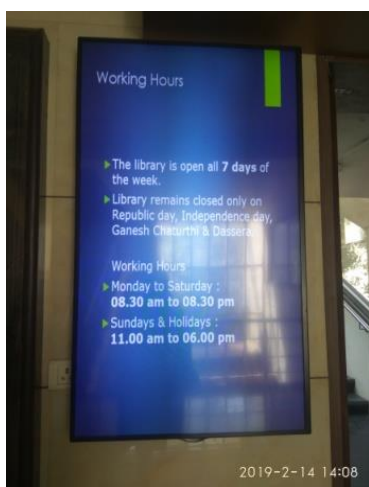 Working Hours
The library is open all 7 days of
the week.
Library remains closed only on
Republic day, Independence day,
Ganesh Chaturthi & Dassera
Working Hours
Monday to Saturday :
08.30 am to 08.30 pm
Sundays & Holidays :
11.00 am to 06.00 pm
2019-2-14 14:08